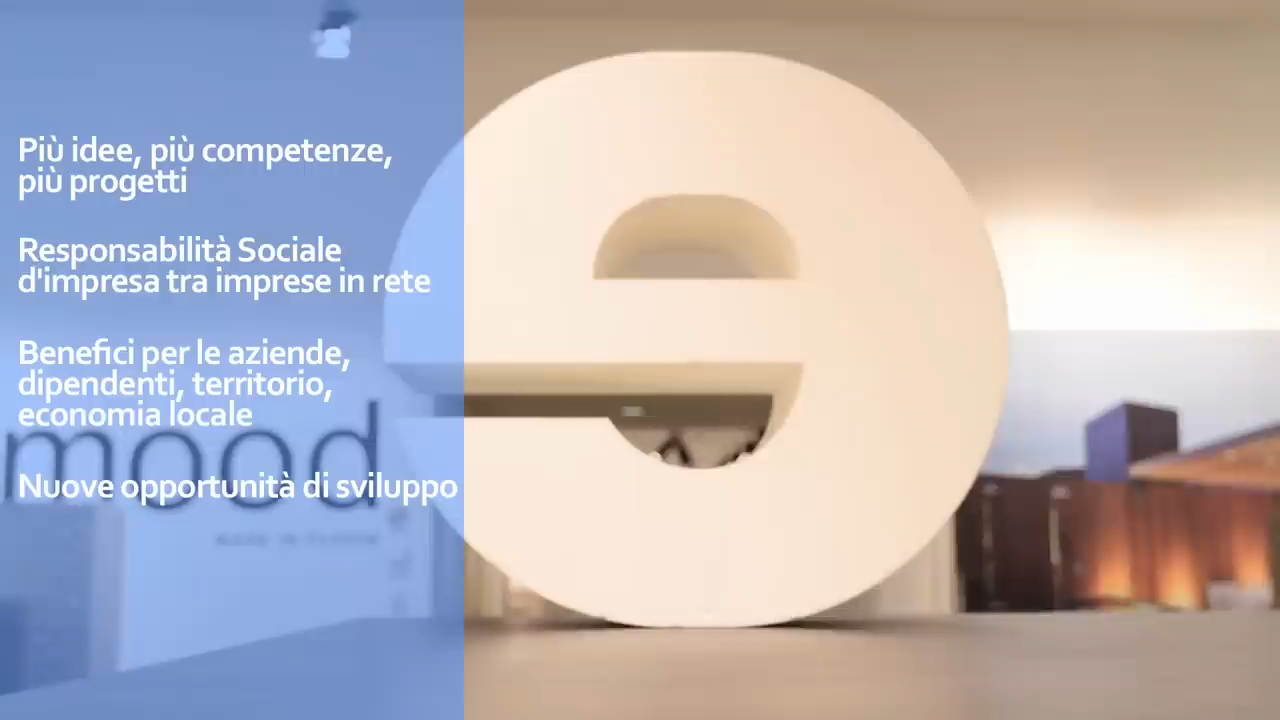 Più idee, più competenze,
più progetti
Responsabilità Sociale
d'impresa tra imprese in rete
Benefici per le aziende,
dipendenti, territorio,
economia locale
mood
Nuove opportunità di sviluppo
e